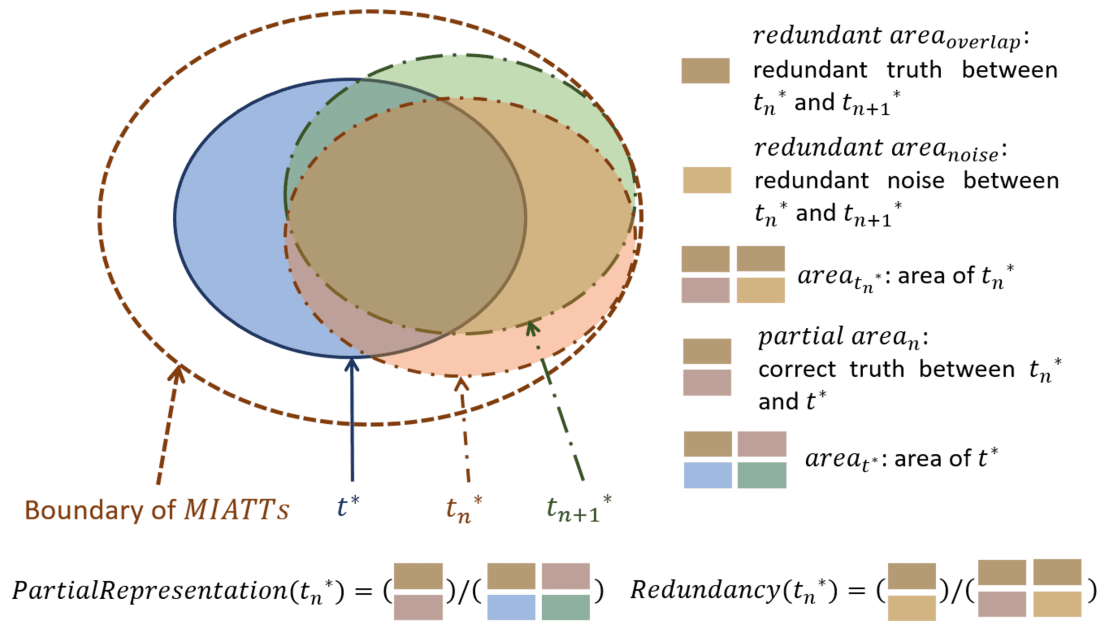 redundant area_overlap:
redundant truth between
t_n* and t_{n+1}*
redundant area_noise:
redundant noise between
t_n* and t_{n+1}*
area_{t_n*}: area of t_n*
partial area_n:
correct truth between t_n*
and t*
area_{t*}: area of t*
Boundary of MIATTs
t*
t_n*
t_{n+1}*
PartialRepresentation(t_n*) = ( )/( )
Redundancy(t_n*) = ( )/( )